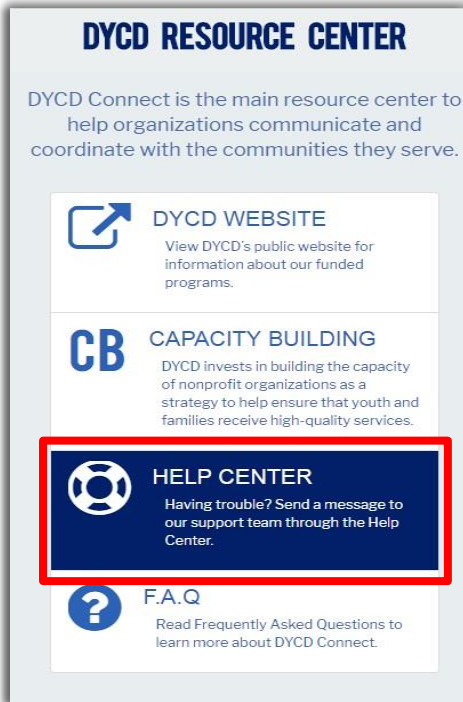 DYCD RESOURCE CENTER
DYCD Connect is the main resource center to
help organizations communicate and
coordinate with the communities they serve.
DYCD WEBSITE
View DYCD's public website for
information about our funded
programs.
CB
CAPACITY BUILDING
DYCD invests in building the capacity
of nonprofit organizations as a
strategy to help ensure that youth and
families receive high-quality services.
HELP CENTER
Having trouble? Send a message to
our support team through the Help
Center.
?
F.A.Q
Read Frequently Asked Questions to
learn more about DYCD Connect.